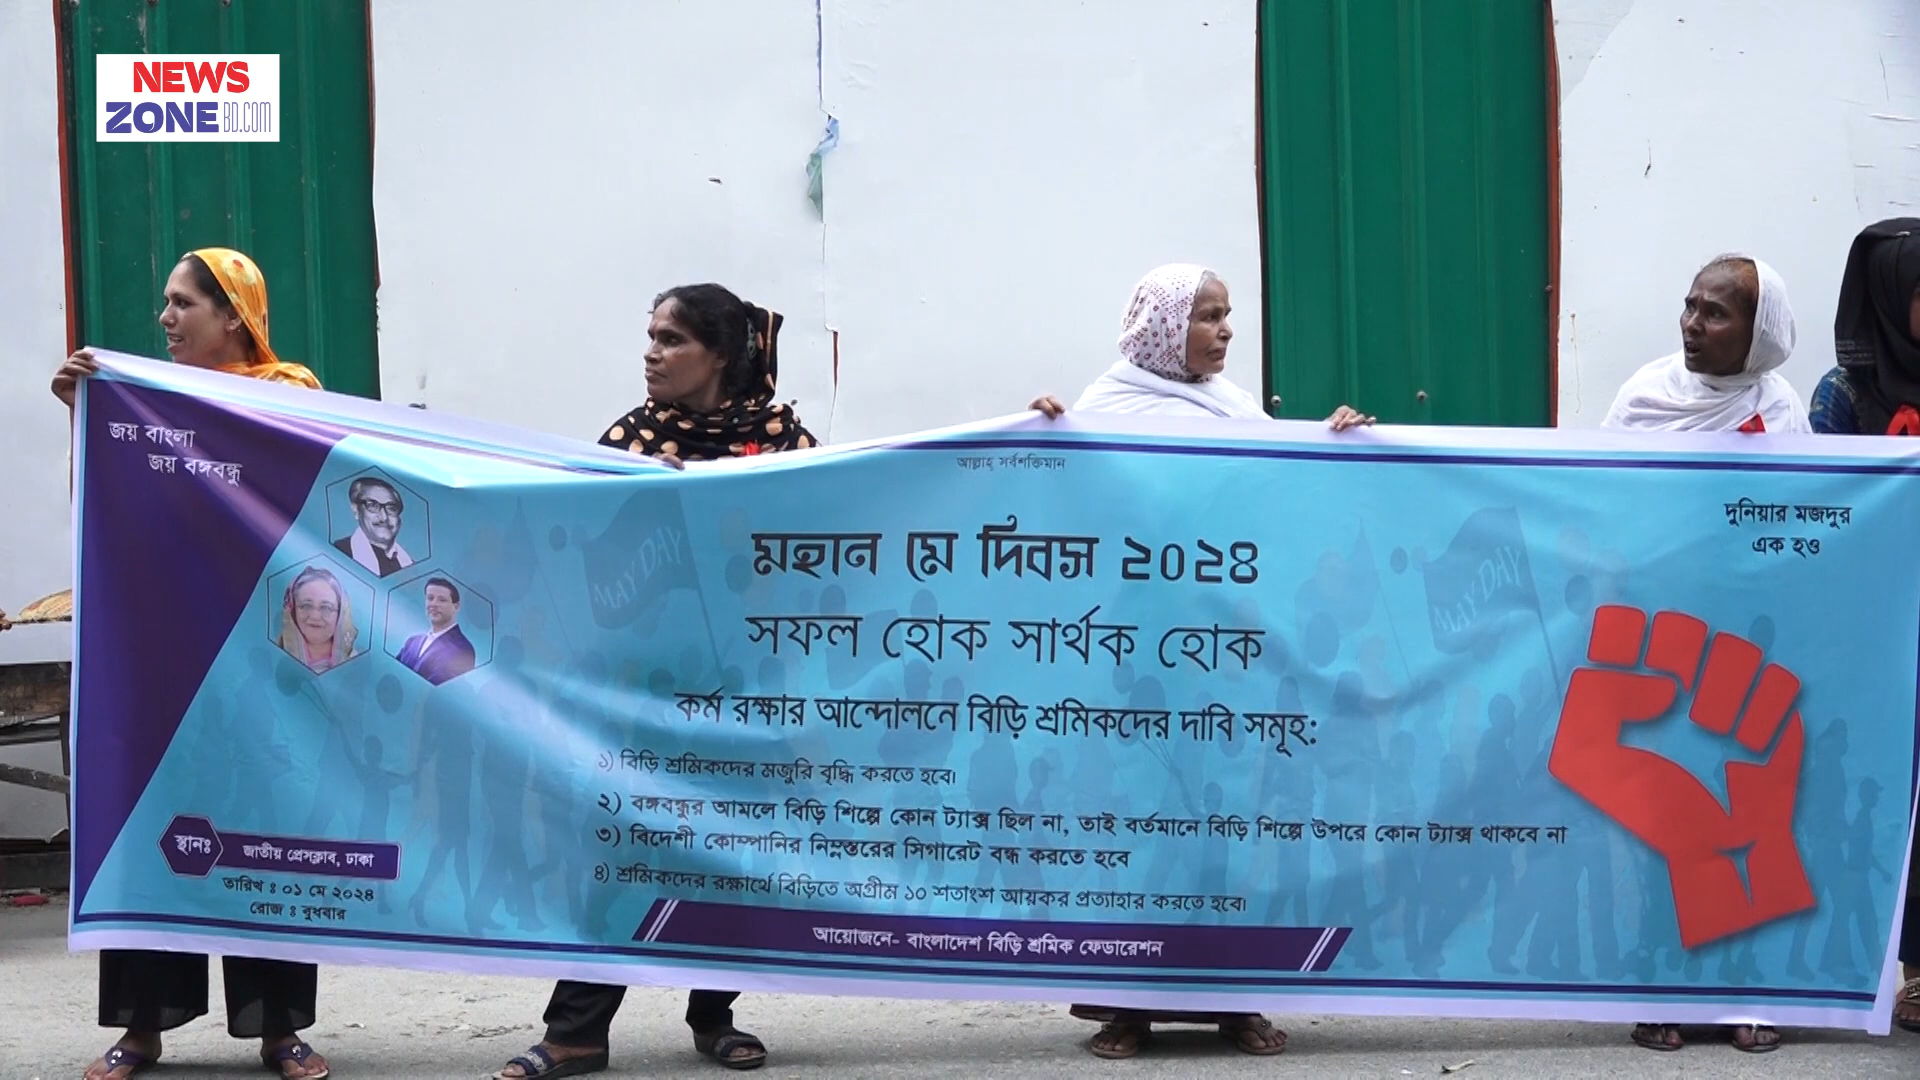 NEWS
ZONE BD.COM
জয় বাংলা
জয় বঙ্গবন্ধু
আল্লাহ্ সর্বশক্তিমান
দুনিয়ার মজদুর
এক হও
মহান মে দিবস ২০২৪
সফল হোক সার্থক হোক
কর্ম রক্ষার আন্দোলনে বিড়ি শ্রমিকদের দাবি সমূহ:
১) বিড়ি শ্রমিকদের মজুরি বৃদ্ধি করতে হবে।
২) বঙ্গবন্ধুর আমলে বিড়ি শিল্পে কোন ট্যাক্স ছিল না, তাই বর্তমানে বিড়ি শিল্পে উপরে কোন ট্যাক্স থাকবে না
৩) বিদেশী কোম্পানির নিম্নস্তরের সিগারেট বন্ধ করতে হবে
৪) শ্রমিকদের রক্ষার্থে বিড়িতে অগ্রীম ১০ শতাংশ আয়কর প্রত্যাহার করতে হবে।
স্থানঃ জাতীয় প্রেসক্লাব, ঢাকা
তারিখ ঃ ০১ মে ২০২৪
রোজ ঃ বুধবার
আয়োজনে- বাংলাদেশ বিড়ি শ্রমিক ফেডারেশন
MAY DAY
MAY DAY